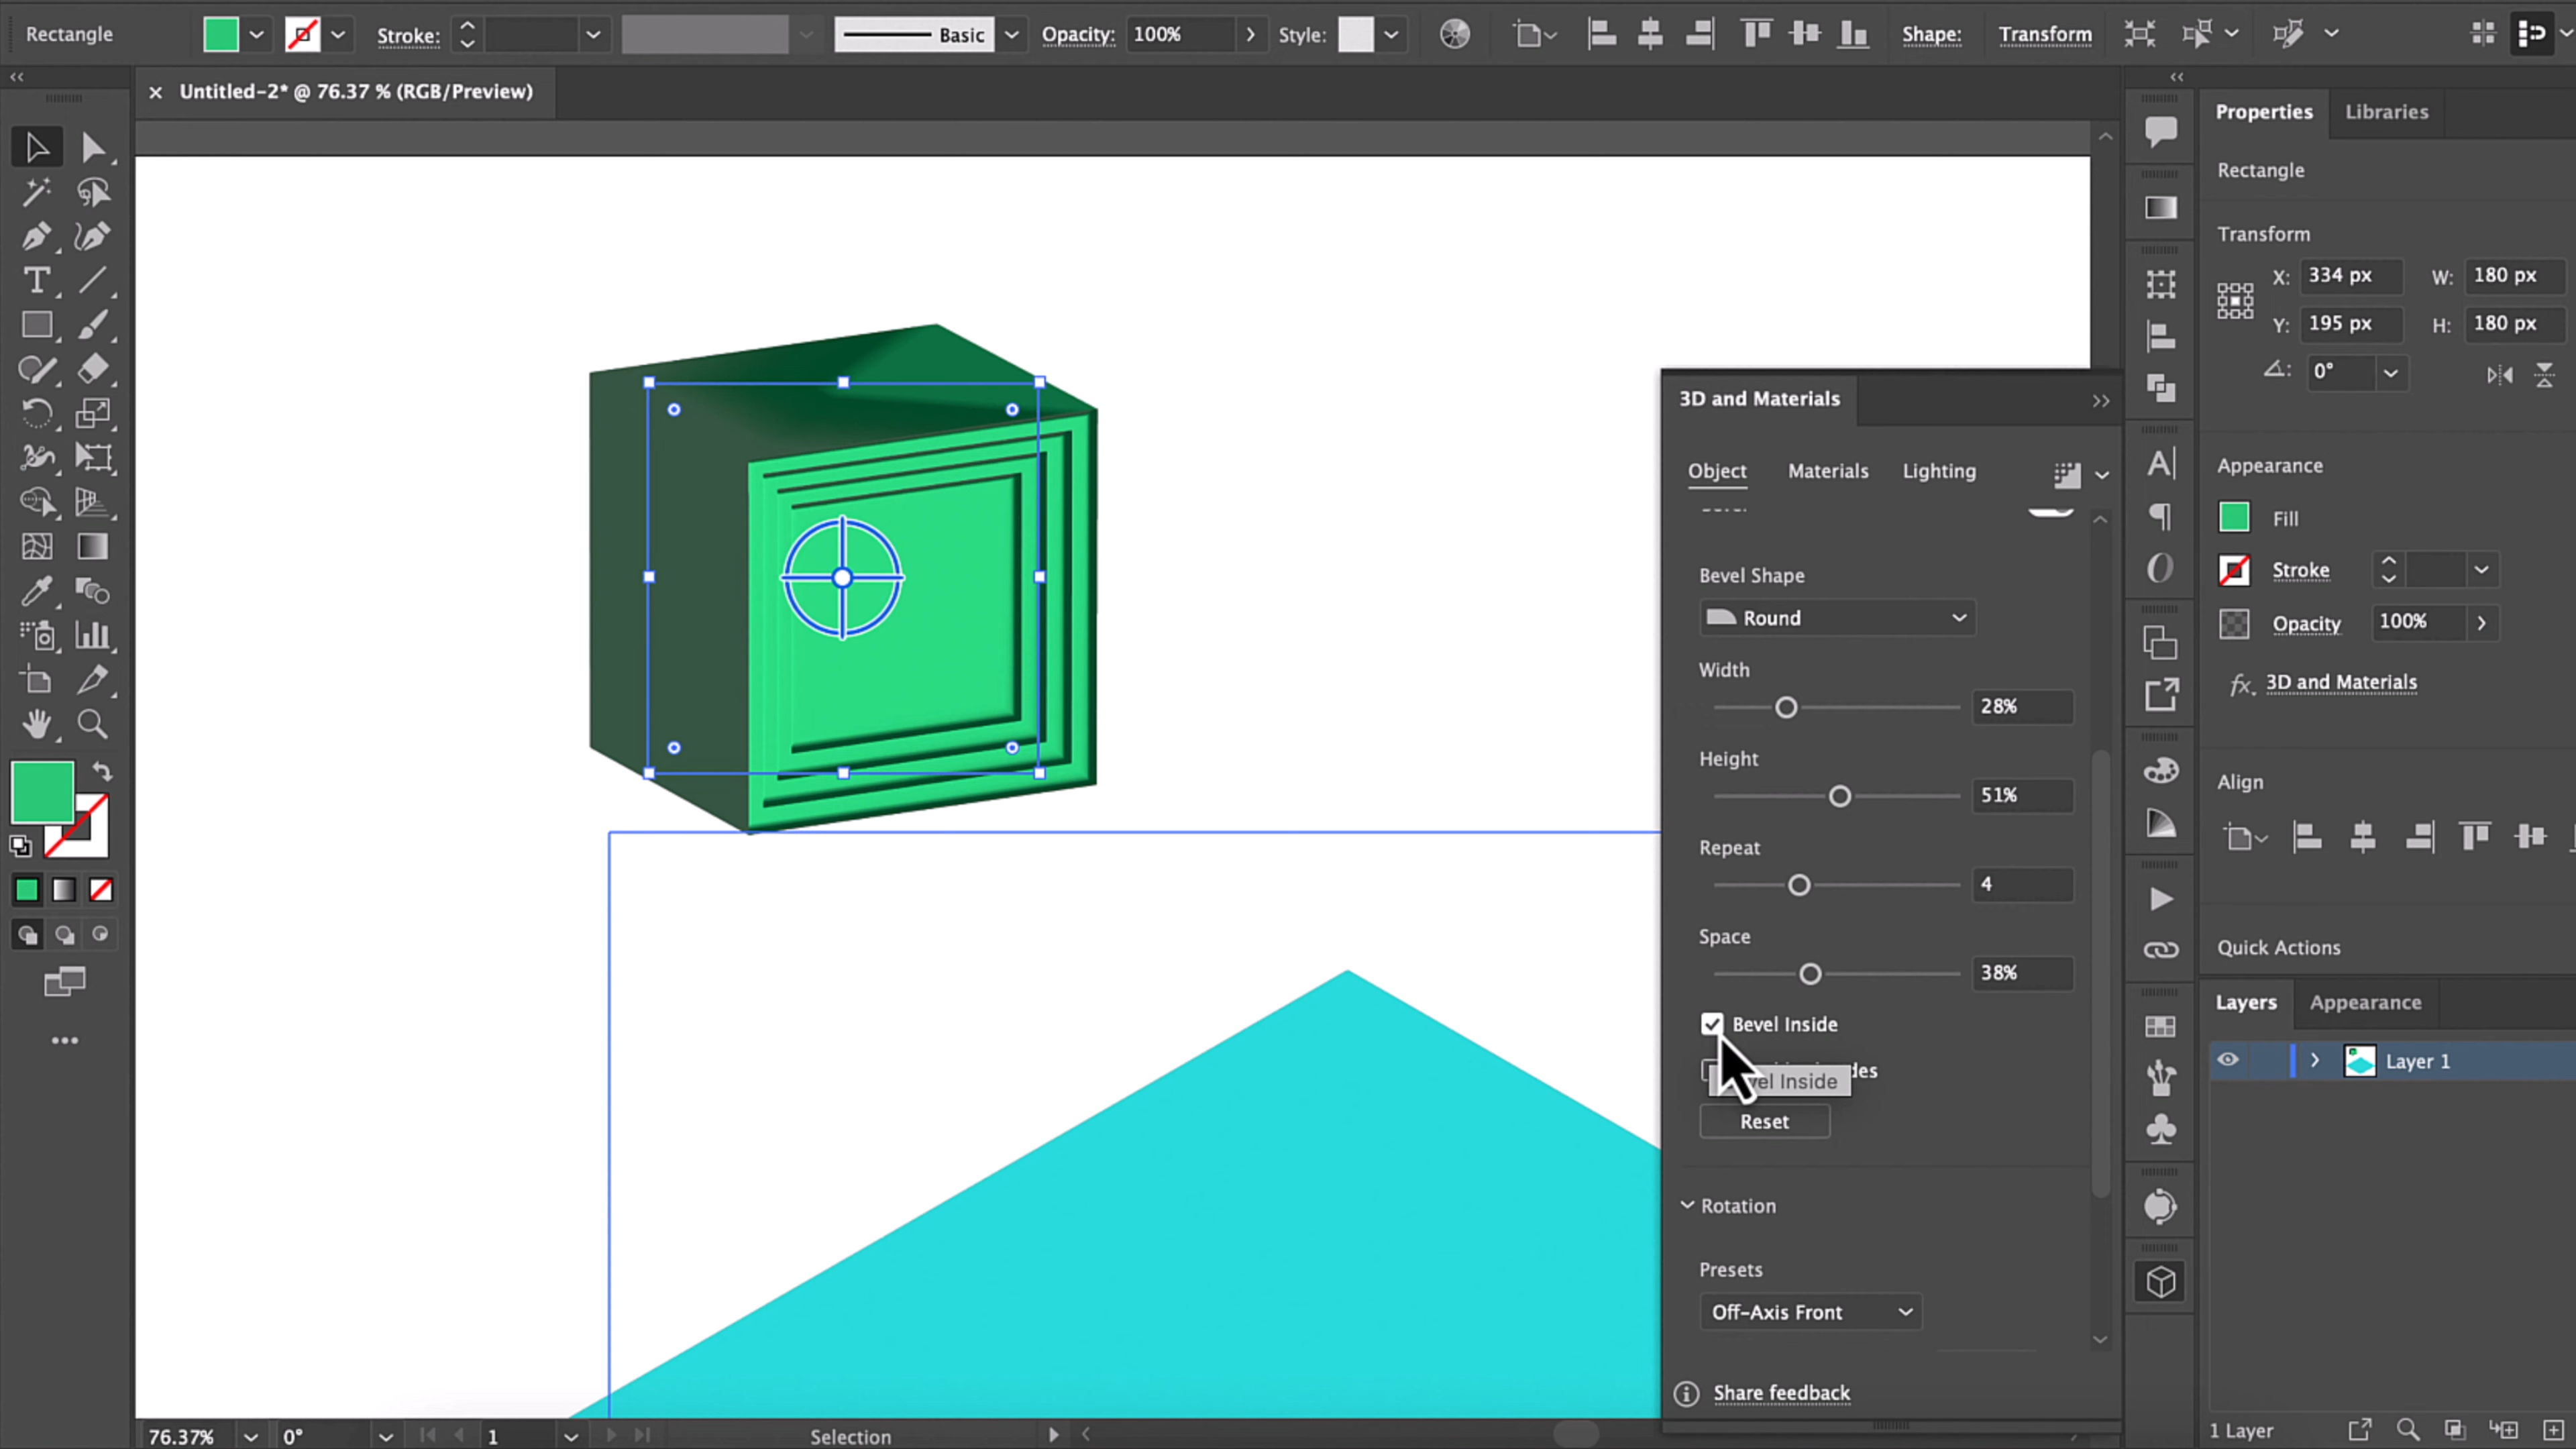 Rectangle
Stroke:
Basic
Opacity: 100%
Style:
Shape:
Transform
× Untitled-2* @ 76.37 % (RGB/Preview)
3D and Materials
Object Materials Lighting
Bevel Shape
Round
Width
28%
Height
51%
Repeat
4
Space
38%
Bevel Inside
Inside
Reset
Rotation
Presets
Off-Axis Front
Share feedback
Properties Libraries
Rectangle
Transform
X: 334 px W: 180 px
Y: 195 px H: 180 px
0°
Appearance
Fill
Stroke
Opacity 100%
fx. 3D and Materials
Align
Quick Actions
Layers Appearance
Layer 1
1 Layer
76.37% 0° 1 Selection